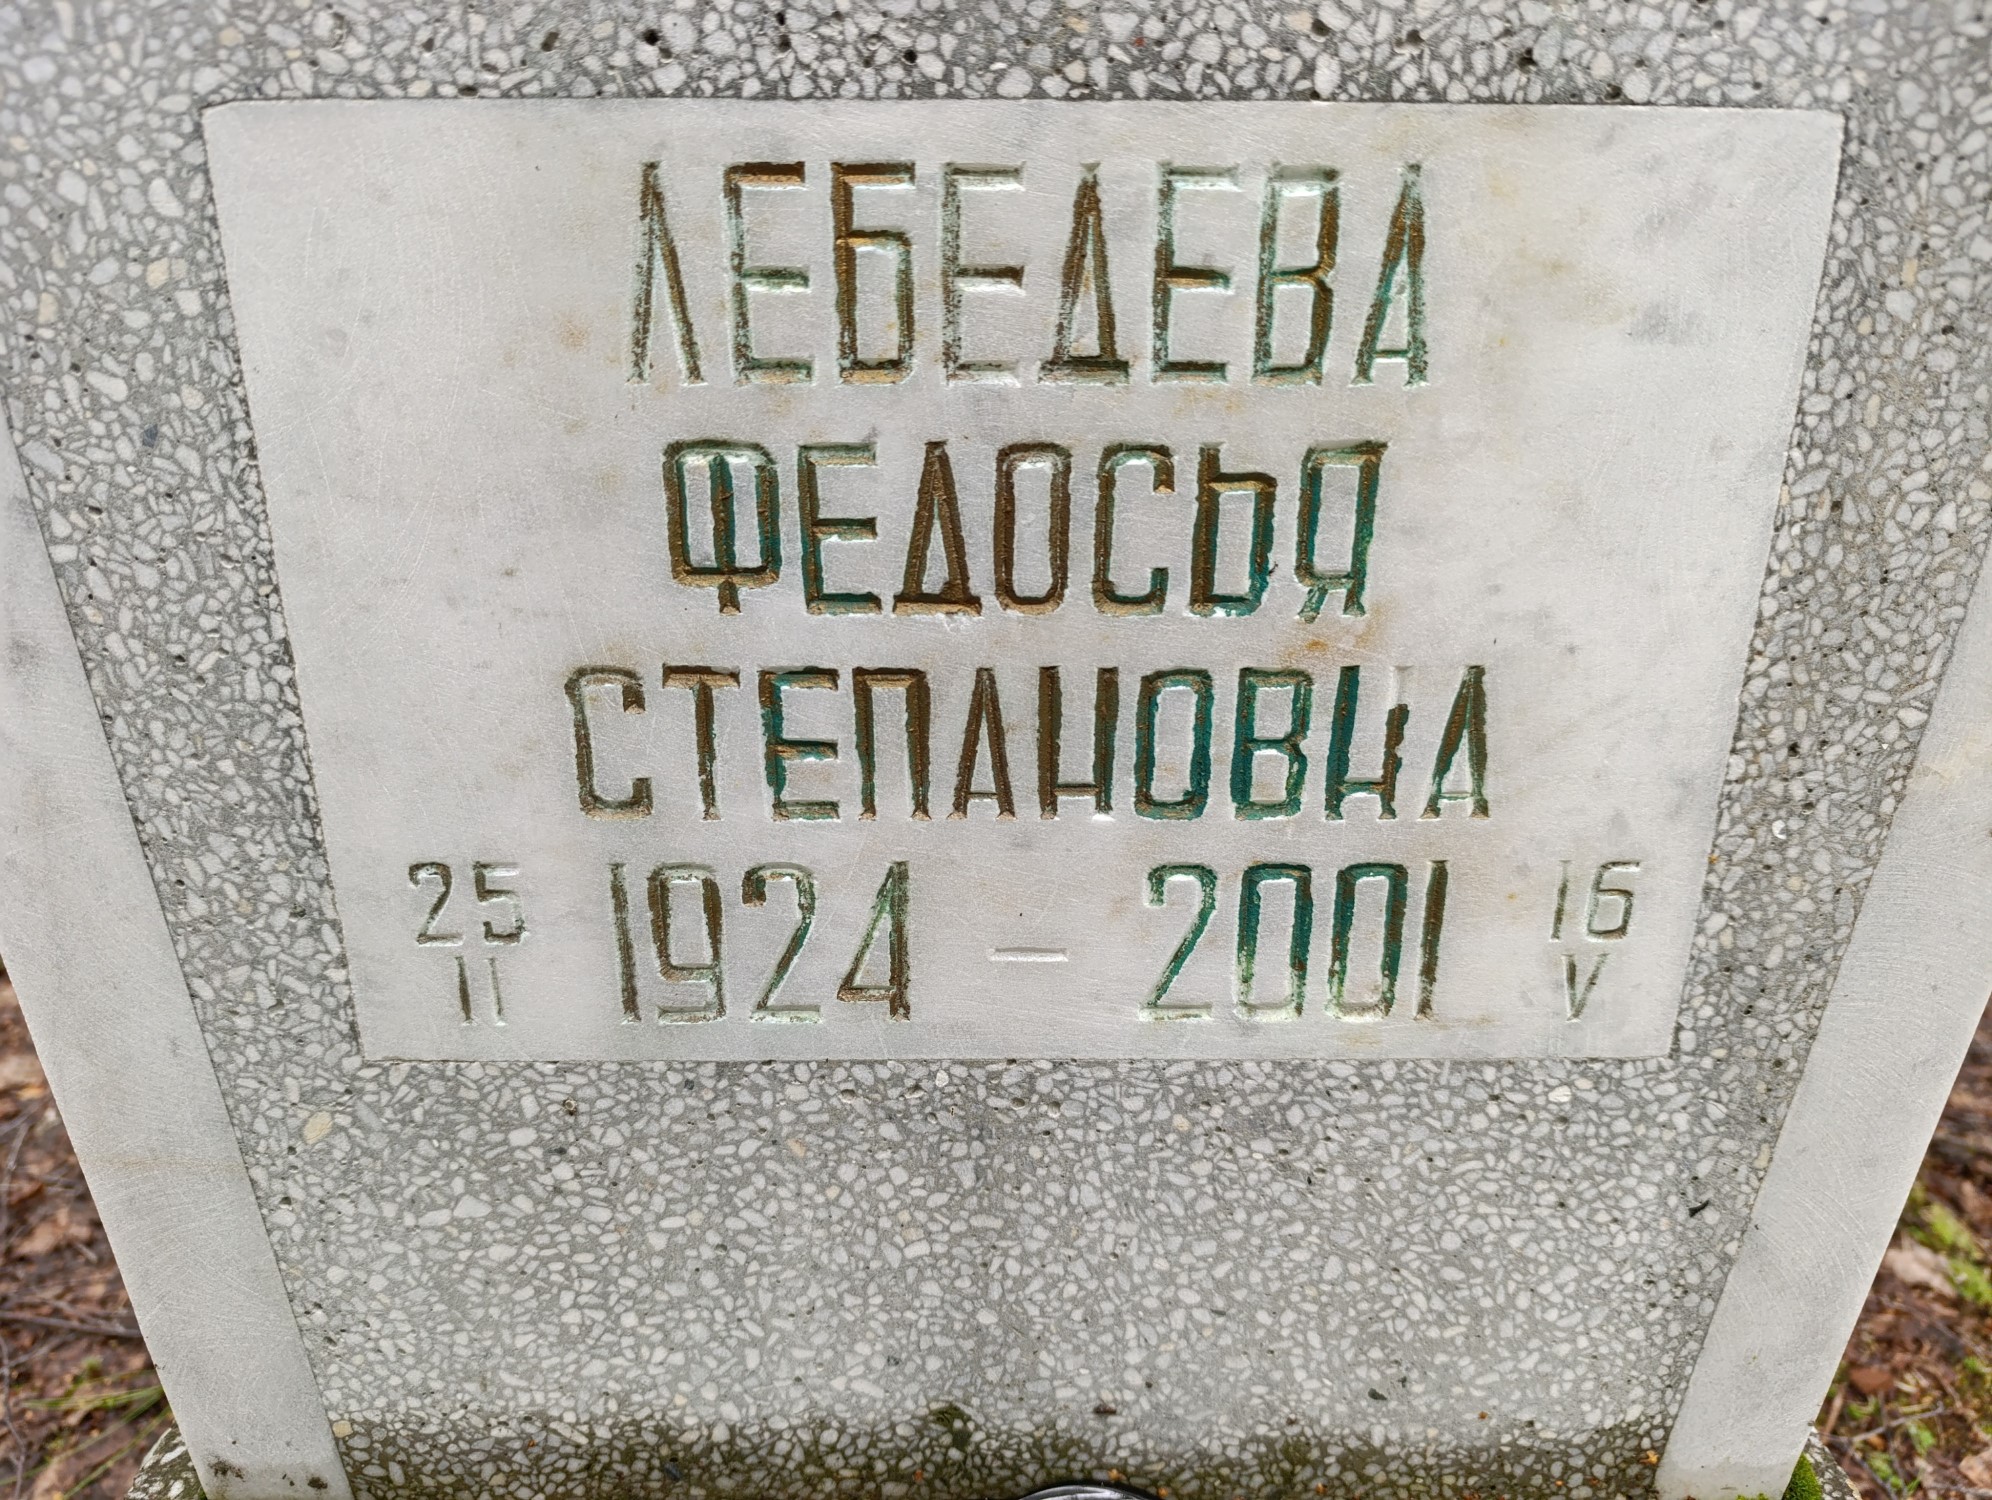 ЛЕБЕДЕВА
ФЕДОСЬЯ
СТЕПАНОВНА
25 1924 — 2001 16
II V